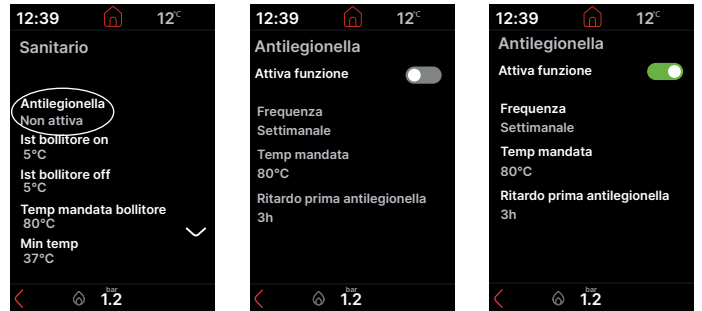 12:39
12°C
Sanitario
Antilegionella
Non attiva
Ist bollitore on
5°C
Ist bollitore off
5°C
Temp mandata bollitore
80°C
Min temp
37°C
bar
1.2
12:39
12°C
Antilegionella
Attiva funzione
Frequenza
Settimanale
Temp mandata
80°C
Ritardo prima antilegionella
3h
bar
1.2
12:39
12°C
Antilegionella
Attiva funzione
Frequenza
Settimanale
Temp mandata
80°C
Ritardo prima antilegionella
3h
bar
1.2